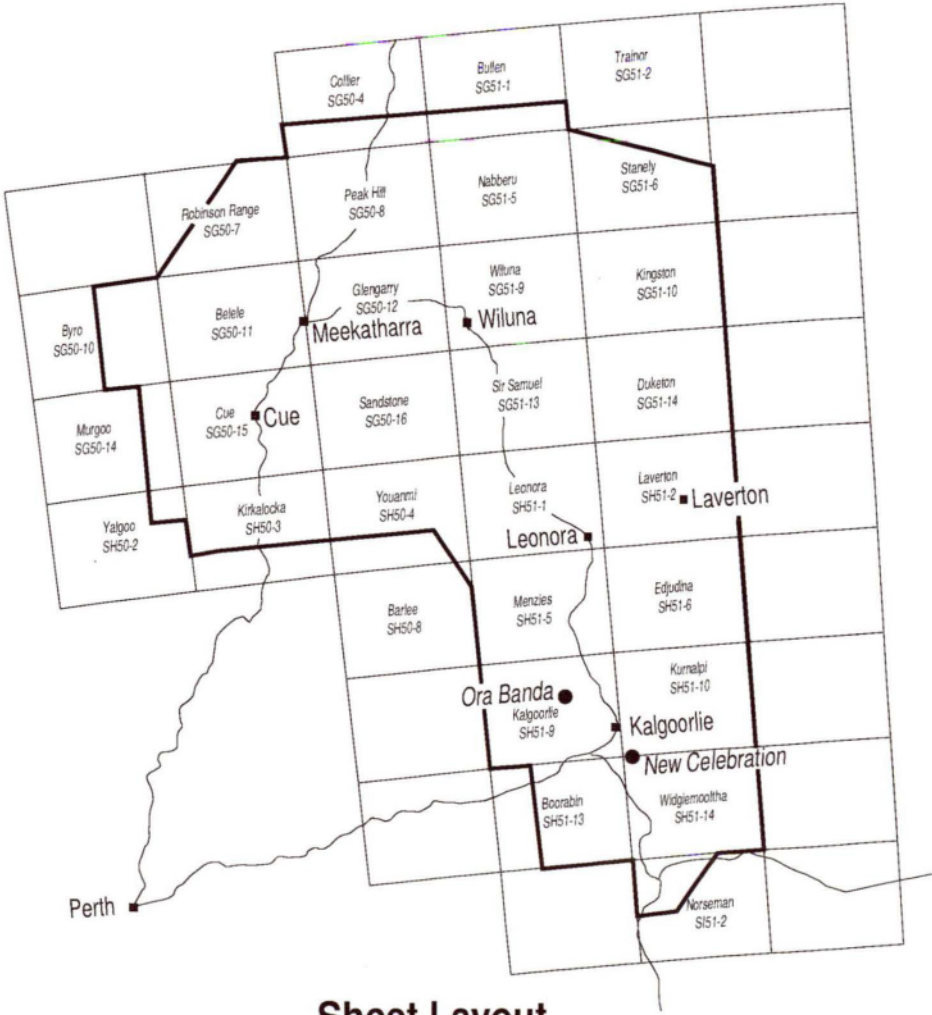 Collier
SG50-4
Bullen
SG51-1
Trainor
SG51-2
Robinson Range
SG50-7
Peak Hill
SG50-8
Nabberu
SG51-5
Stanely
SG51-6
Byro
SG50-10
Belele
SG50-11
Glengarry
SG50-12
Wiluna
SG51-9
Kingston
SG51-10
Meekatharra
Wiluna
Murgoo
SG50-14
Cue
SG50-15
Cue
Sandstone
SG50-16
Sir Samuel
SG51-13
Duketon
SG51-14
Yalgoo
SH50-2
Kirkalocka
SH50-3
Youanmi
SH50-4
Leonora
SH51-1
Laverton
SH51-2
Laverton
Leonora
Barlee
SH50-8
Menzies
SH51-5
Edjudina
SH51-6
Ora Banda
Kalgoorlie
SH51-9
Kurnalpi
SH51-10
Kalgoorlie
New Celebration
Boorabin
SH51-13
Widgiemooltha
SH51-14
Perth
Norseman
SI51-2
Sheet Layout